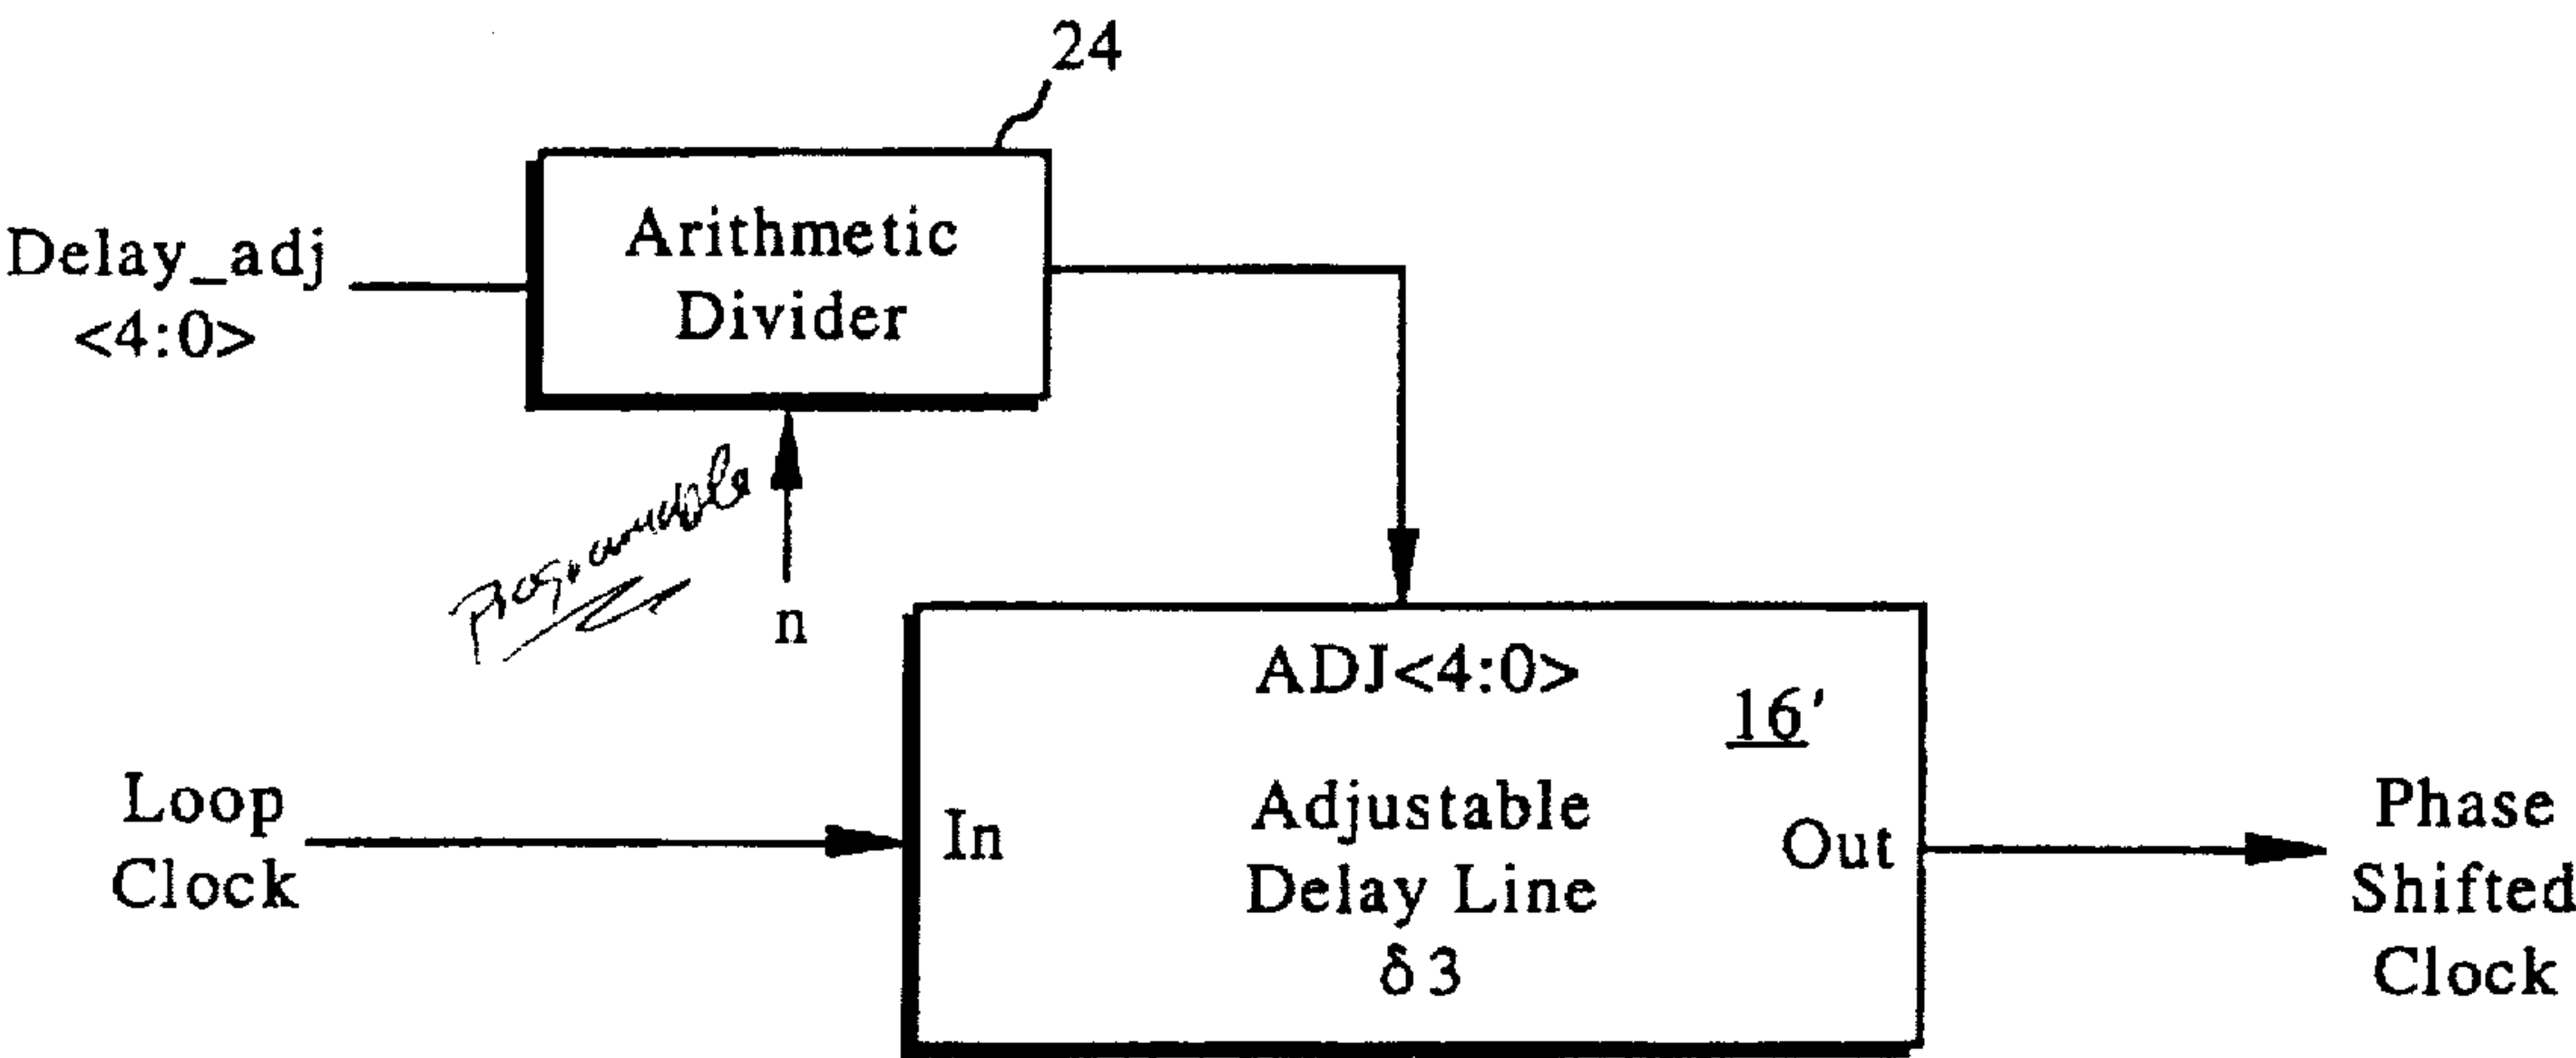 24
Arithmetic
Divider
Delay_adj
<4:0>
Programmable
n
ADJ<4:0>
16'
Loop
Clock
In
Adjustable
Delay Line
δ3
Out
Phase
Shifted
Clock